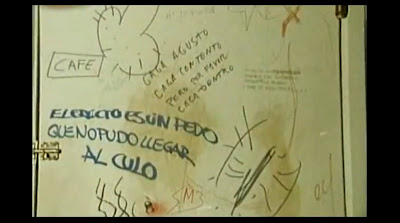 CAFE
CAGA AGUSTO
CAGA CONTENTO
PERO POR FAVOR
CAGA DENTRO
EL ERUCTO ES UN PEDO
QUE NO PUDO LLEGAR
AL CULO
M3